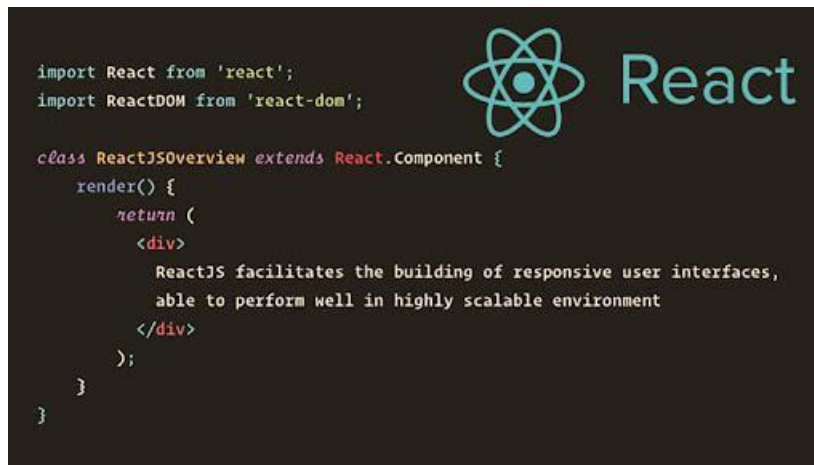 React
import React from 'react';
import ReactDOM from 'react-dom';
class ReactJSOverview extends React.Component {
render() {
return (
<div>
ReactJS facilitates the building of responsive user interfaces,
able to perform well in highly scalable environment
</div>
);
}
}